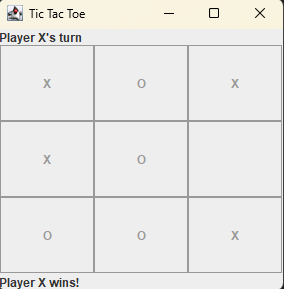 Tic Tac Toe
Player X's turn
X O X
X O
O O X
Player X wins!